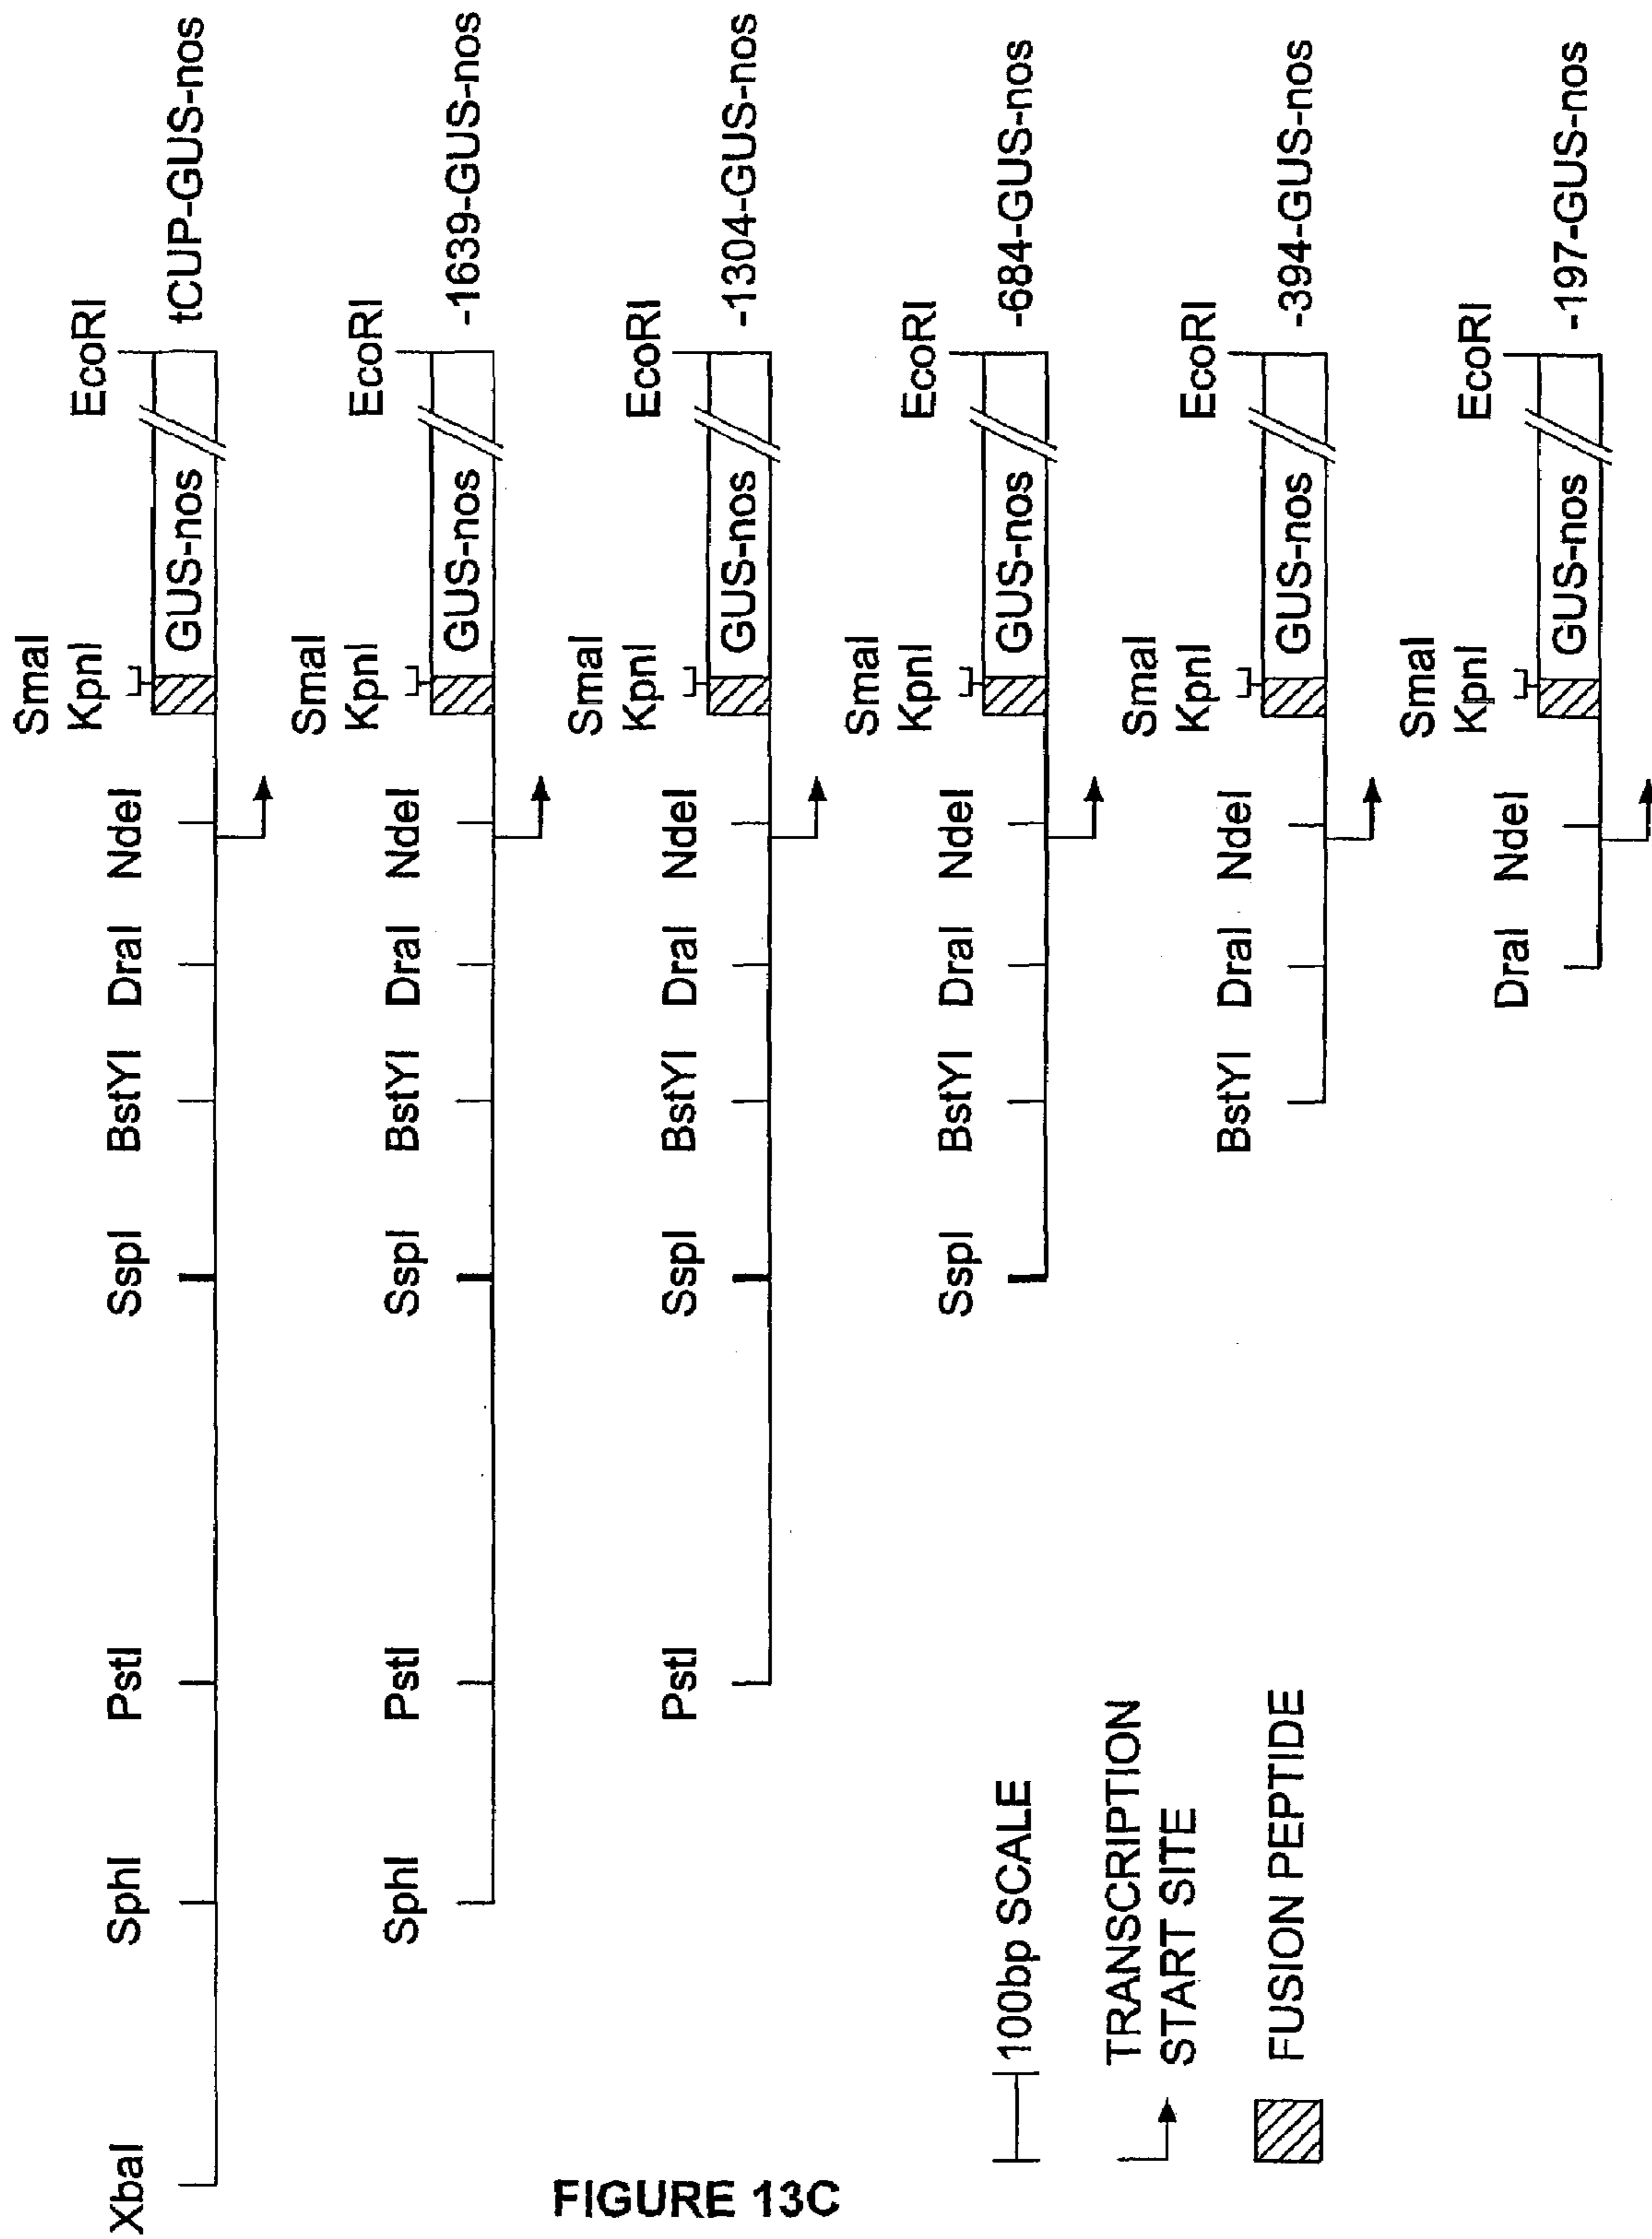 XbaI SphI PstI SspI BstYI DraI NdeI SmaI KpnI EcoRI
GUS-nos tCUP-GUS-nos
SphI PstI SspI BstYI DraI NdeI SmaI KpnI EcoRI
GUS-nos -1639-GUS-nos
PstI SspI BstYI DraI NdeI SmaI KpnI EcoRI
GUS-nos -1304-GUS-nos
SspI BstYI DraI NdeI SmaI KpnI EcoRI
GUS-nos -684-GUS-nos
BstYI DraI NdeI SmaI KpnI EcoRI
GUS-nos -394-GUS-nos
DraI NdeI SmaI KpnI EcoRI
GUS-nos -197-GUS-nos
100bp SCALE
TRANSCRIPTION
START SITE
FUSION PEPTIDE
FIGURE 13C